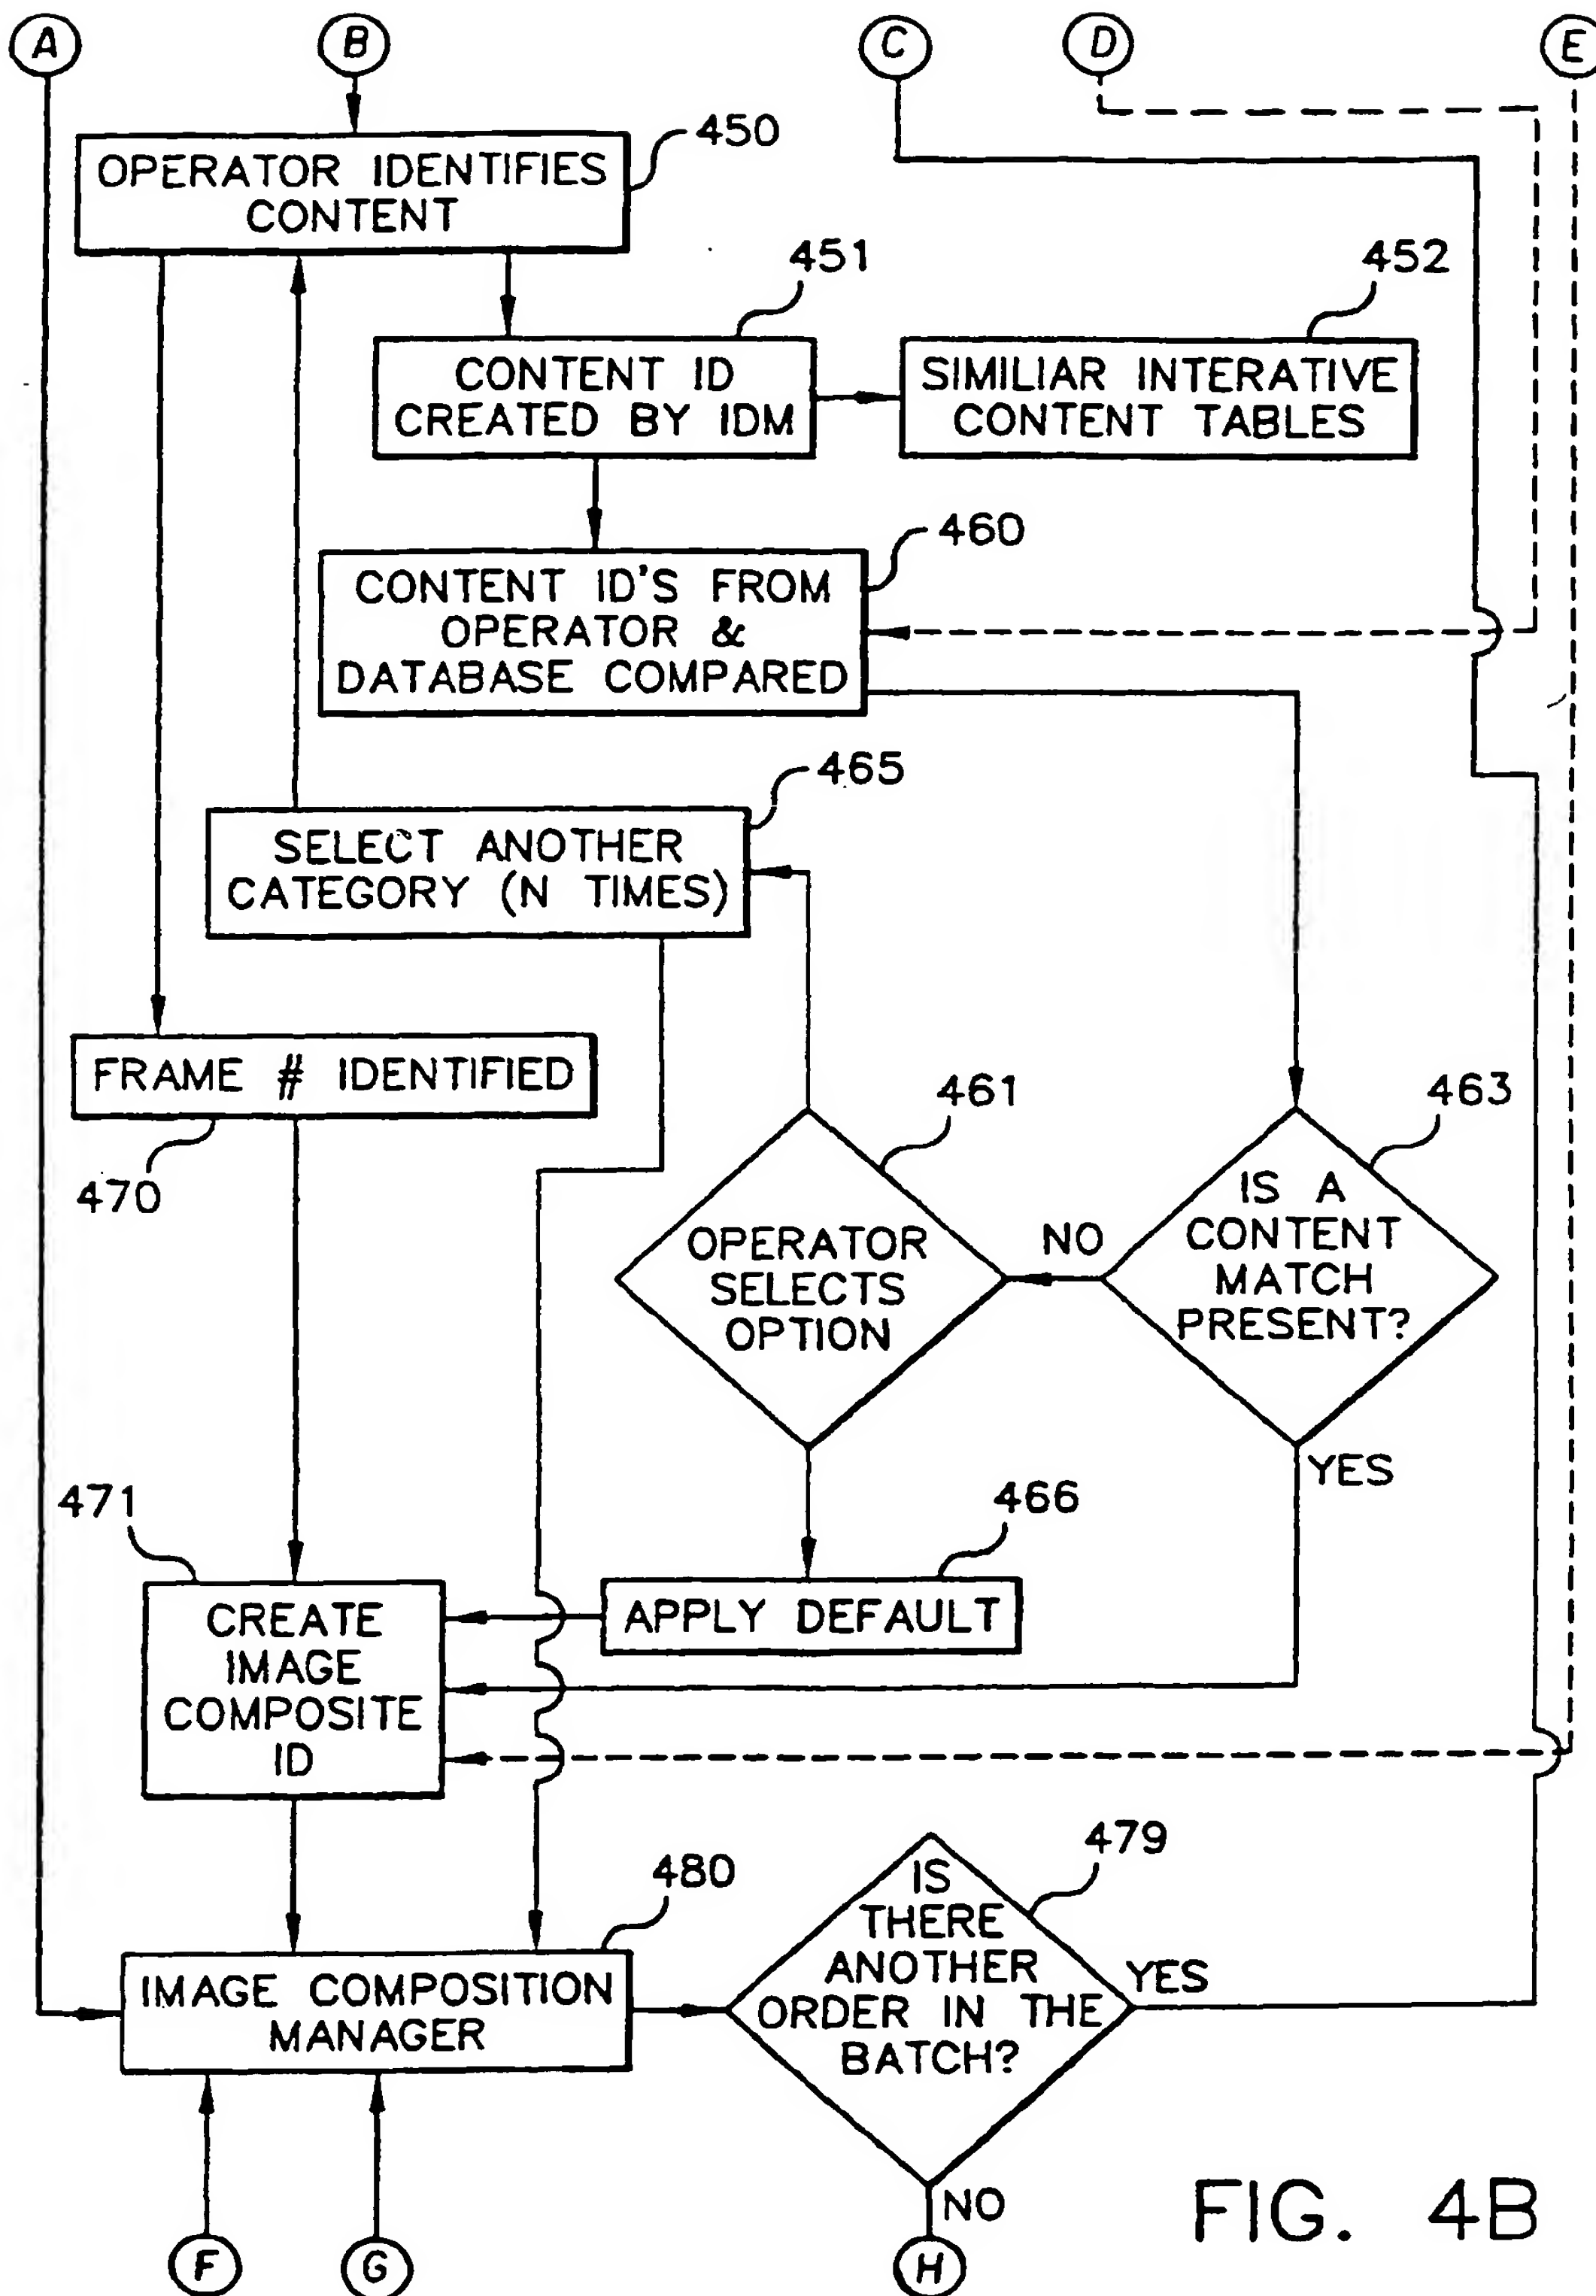 A
B
C
D
E
450
OPERATOR IDENTIFIES
CONTENT
451
452
CONTENT ID
CREATED BY IDM
SIMILIAR INTERATIVE
CONTENT TABLES
460
CONTENT ID'S FROM
OPERATOR &
DATABASE COMPARED
465
SELECT ANOTHER
CATEGORY (N TIMES)
FRAME # IDENTIFIED
470
461
463
OPERATOR
SELECTS
OPTION
NO
IS A
CONTENT
MATCH
PRESENT?
YES
471
466
CREATE
IMAGE
COMPOSITE
ID
APPLY DEFAULT
480
479
IMAGE COMPOSITION
MANAGER
IS
THERE
ANOTHER
ORDER IN THE
BATCH?
YES
NO
F
G
H
FIG. 4B